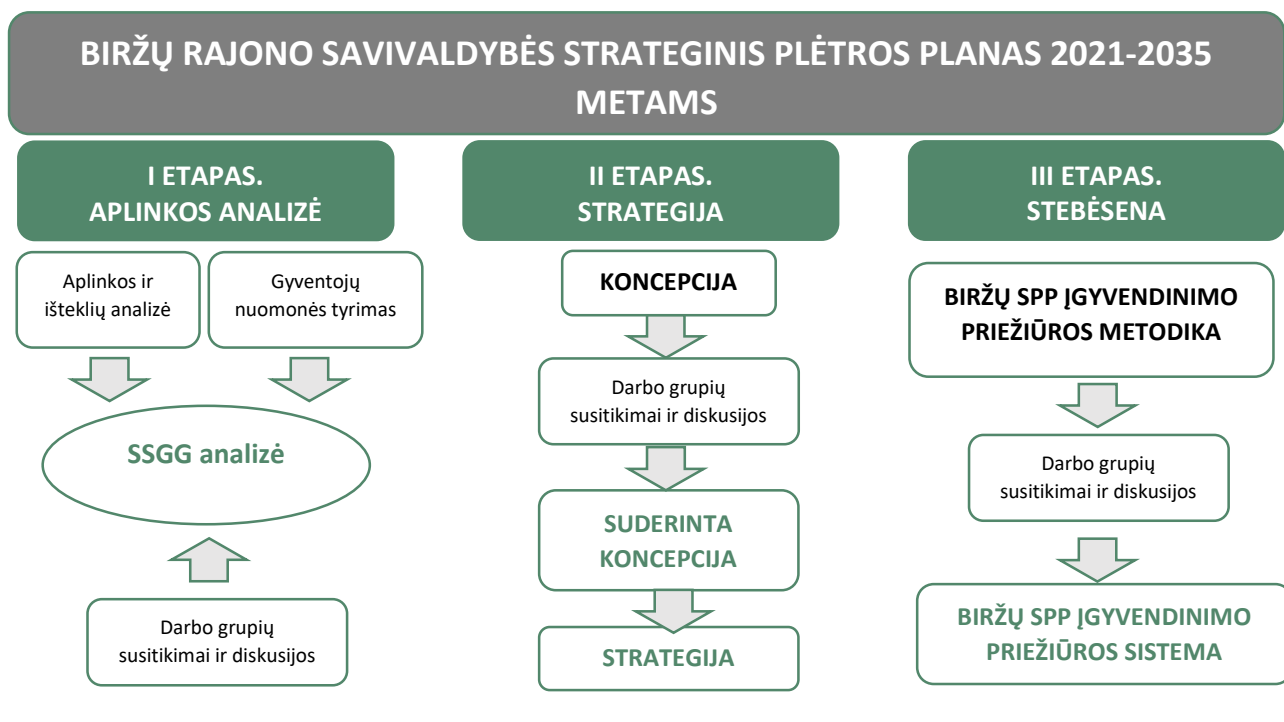 BIRŽŲ RAJONO SAVIVALDYBĖS STRATEGINIS PLĖTROS PLANAS 2021-2035
METAMS
I ETAPAS.
APLINKOS ANALIZĖ
Aplinkos ir
išteklių analizė
Gyventojų
nuomonės tyrimas
SSGG analizė
Darbo grupių
susitikimai ir diskusijos
II ETAPAS.
STRATEGIJA
KONCEPCIJA
Darbo grupių
susitikimai ir diskusijos
SUDERINTA
KONCEPCIJA
STRATEGIJA
III ETAPAS.
STEBĖSENA
BIRŽŲ SPP ĮGYVENDINIMO
PRIEŽIŪROS METODIKA
Darbo grupių
susitikimai ir diskusijos
BIRŽŲ SPP ĮGYVENDINIMO
PRIEŽIŪROS SISTEMA